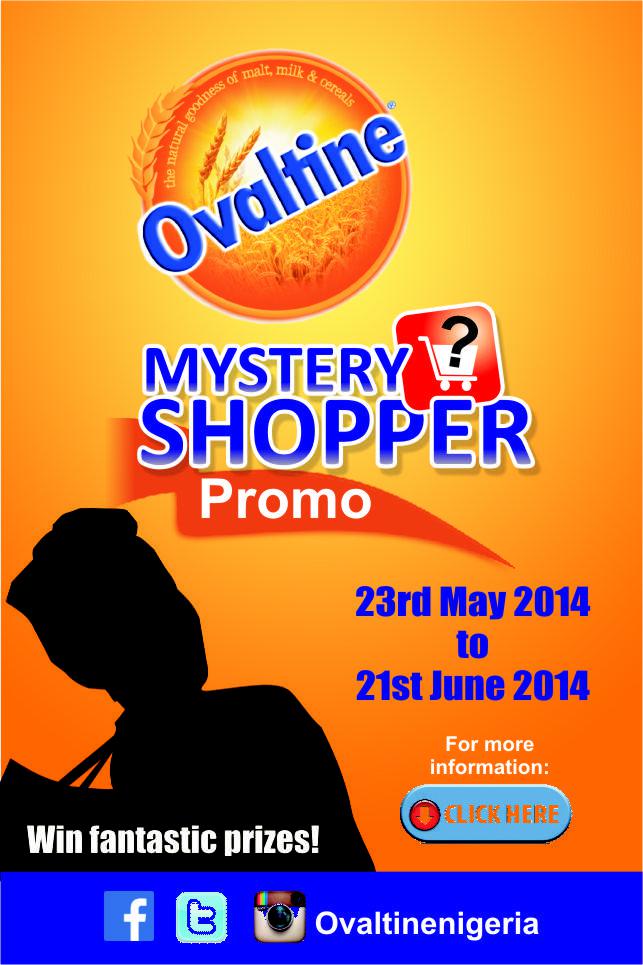 the natural goodness of malt, milk & cereals
Ovaltine®
MYSTERY
?
SHOPPER
Promo
23rd May 2014
to
21st June 2014
For more
information:
CLICK HERE
Win fantastic prizes!
f t Ovaltinenigeria